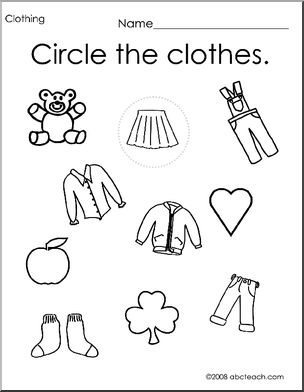 Clothing
Name
Circle the clothes.
©2008 abcteach.com